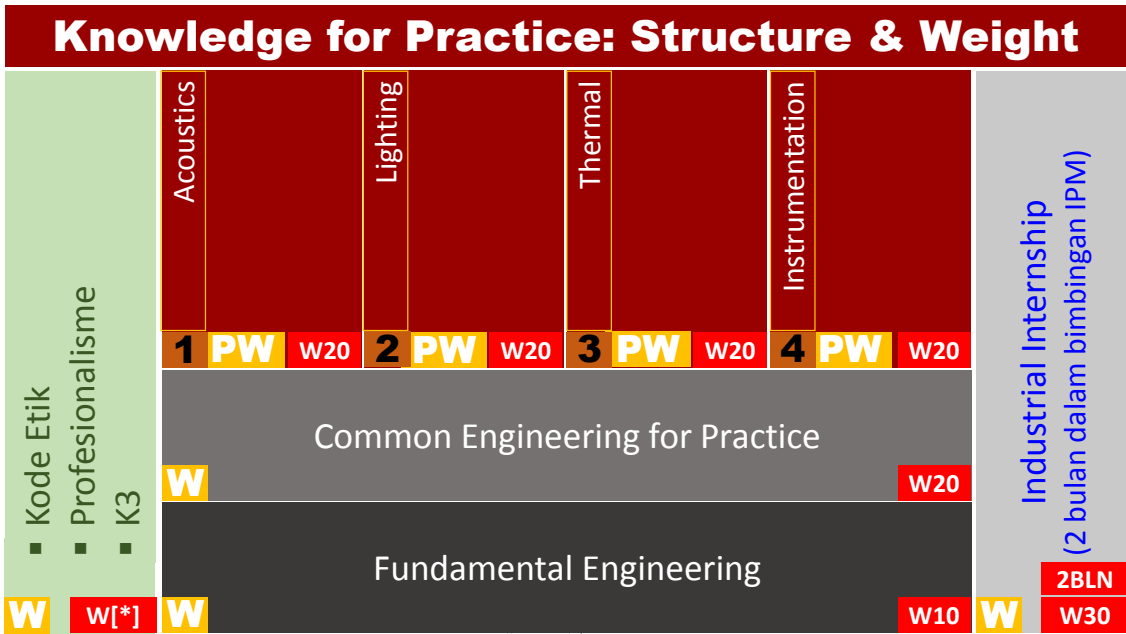 Knowledge for Practice: Structure & Weight
▪ Kode Etik
▪ Profesionalisme
▪ K3
W
W[*]
Acoustics
1 PW W20
Lighting
2 PW W20
Thermal
3 PW W20
Instrumentation
4 PW W20
Common Engineering for Practice
W
W20
Fundamental Engineering
W
W10
Industrial Internship
(2 bulan dalam bimbingan IPM)
2BLN
W
W30